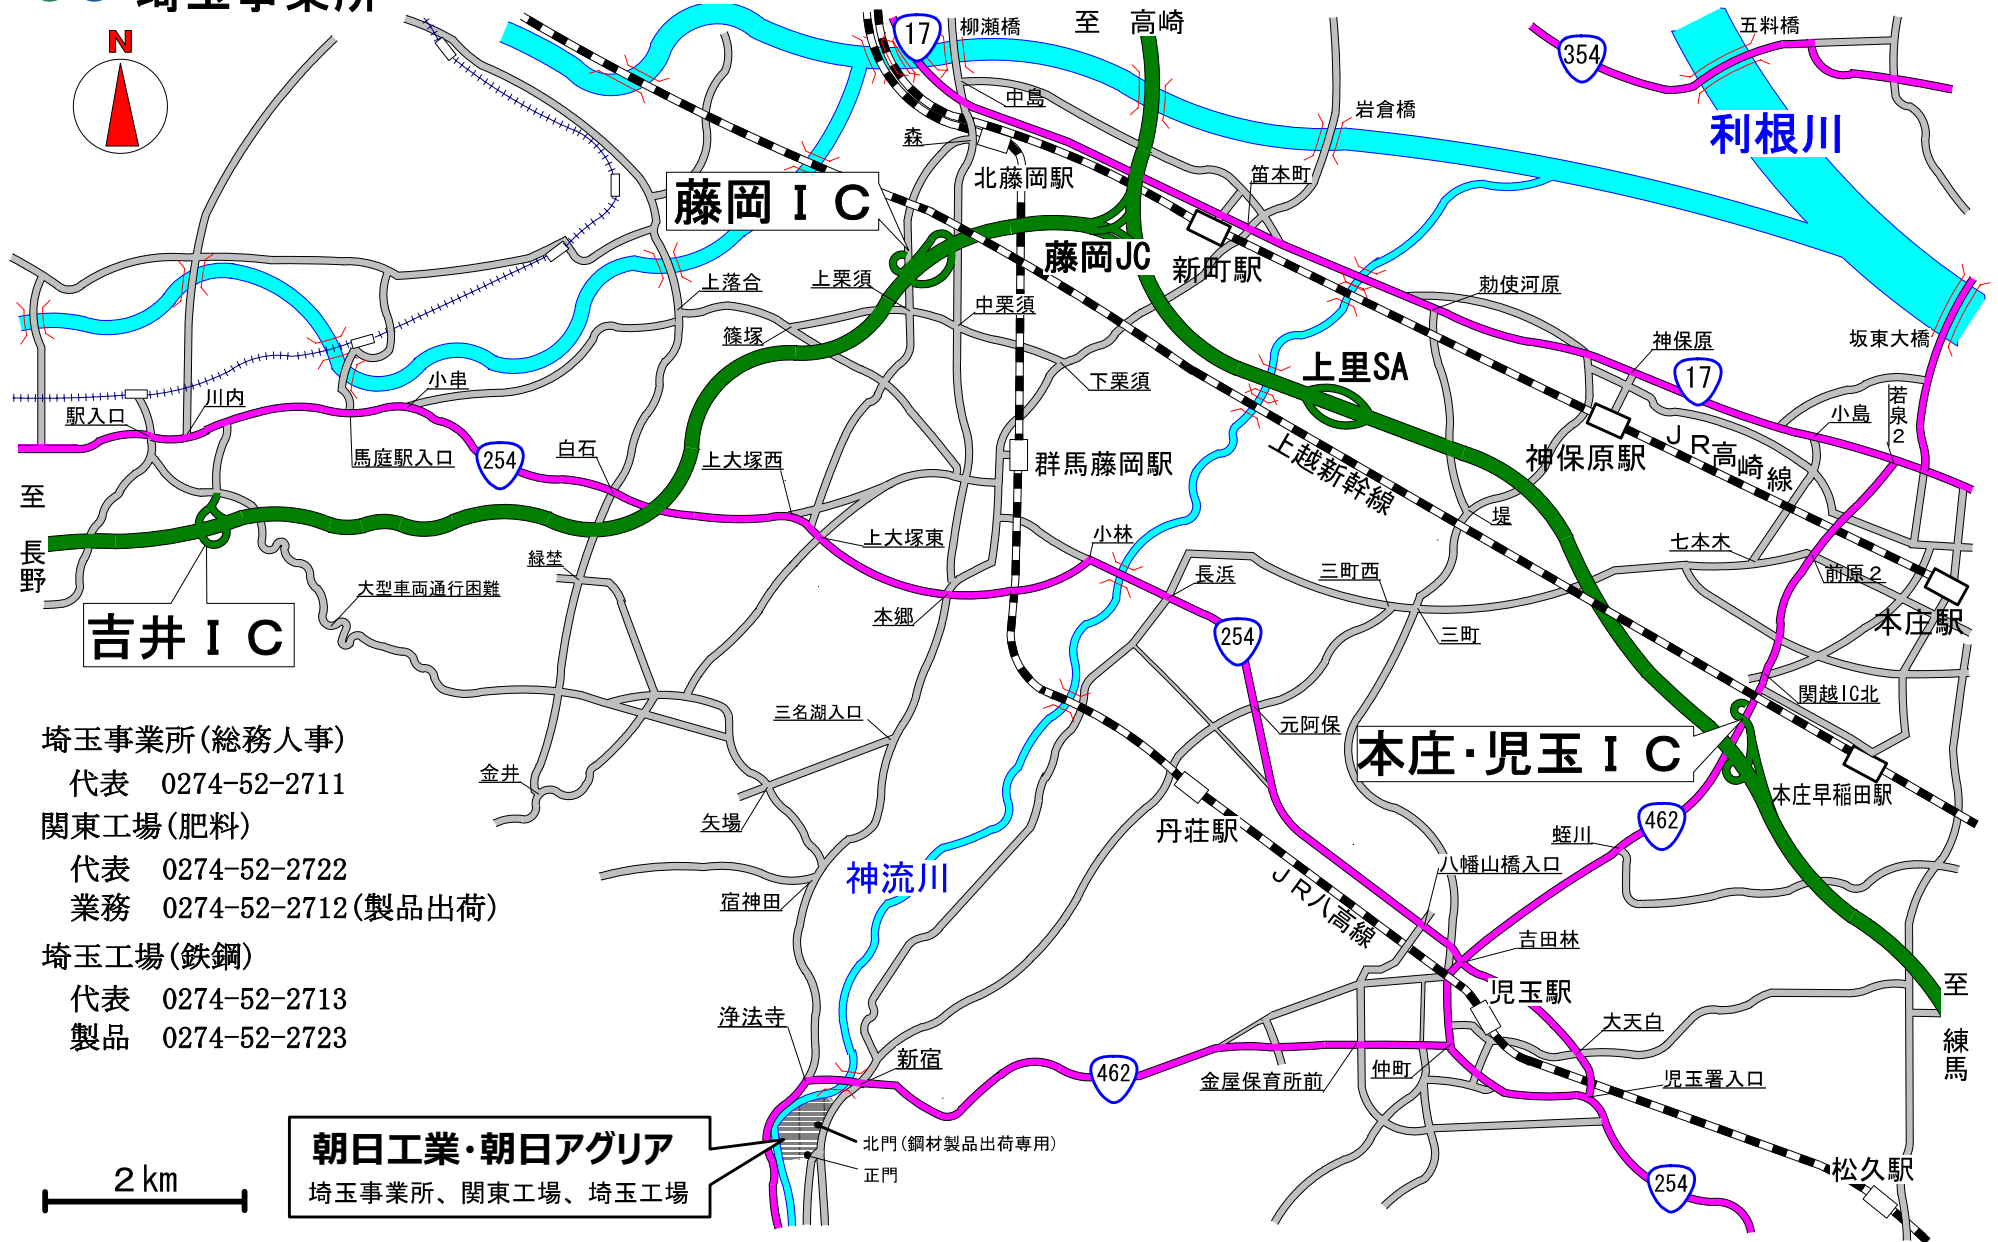 埼玉事業所
N
17
柳瀬橋
至 高崎
354
五料橋
中島
岩倉橋
利根川
森
北藤岡駅
笛木町
藤岡ＩＣ
藤岡JC
新町駅
上落合
上栗須
中栗須
勅使河原
篠塚
神保原
坂東大橋
上里SA
17
小串
下栗須
川内
駅入口
小島
若泉2
馬庭駅入口
254
白石
上大塚西
群馬藤岡駅
上越新幹線
神保原駅
ＪＲ高崎線
至
長野
堤
上大塚東
小林
七本木
緑埜
長浜
三町西
前原2
大型車両通行困難
本郷
三町
本庄駅
吉井ＩＣ
254
関越IC北
三名湖入口
元阿保
本庄・児玉ＩＣ
埼玉事業所(総務人事)
代表 0274-52-2711
金井
本庄早稲田駅
関東工場(肥料)
矢場
丹荘駅
462
蛭川
代表 0274-52-2722
神流川
八幡山橋入口
業務 0274-52-2712(製品出荷)
宿神田
ＪＲ八高線
吉田林
埼玉工場(鉄鋼)
代表 0274-52-2713
児玉駅
至
練馬
浄法寺
大天白
製品 0274-52-2723
新宿
462
金屋保育所前
仲町
児玉署入口
朝日工業・朝日アグリア
埼玉事業所、関東工場、埼玉工場
北門(鋼材製品出荷専用)
正門
2km
254
松久駅